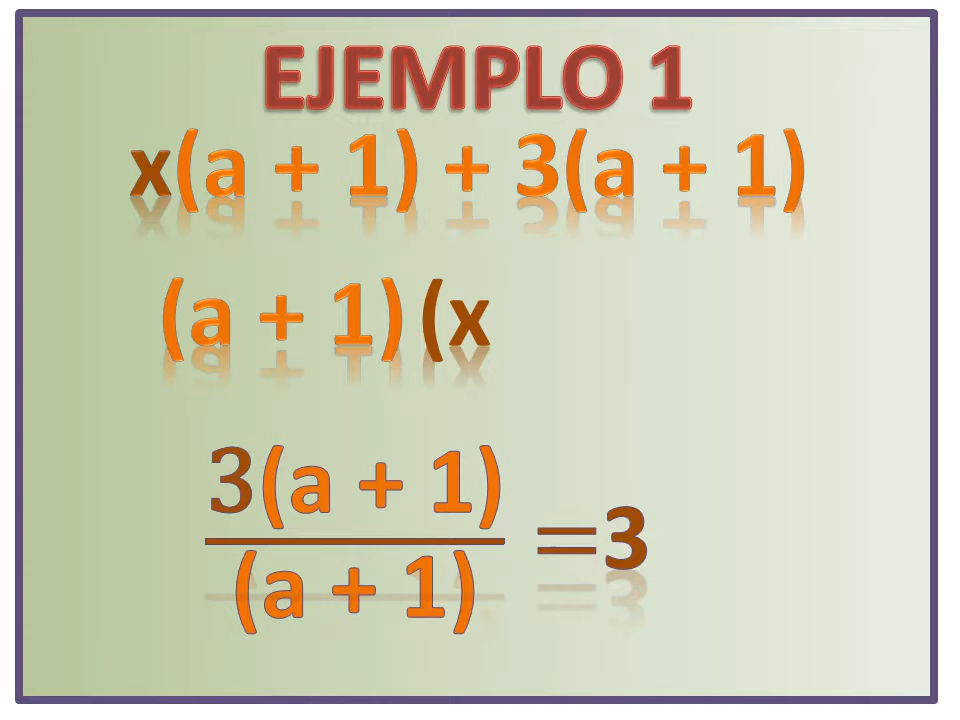 EJEMPLO 1
x(a + 1) + 3(a + 1)
(a + 1) (x
3(a + 1)
(a + 1)
=3